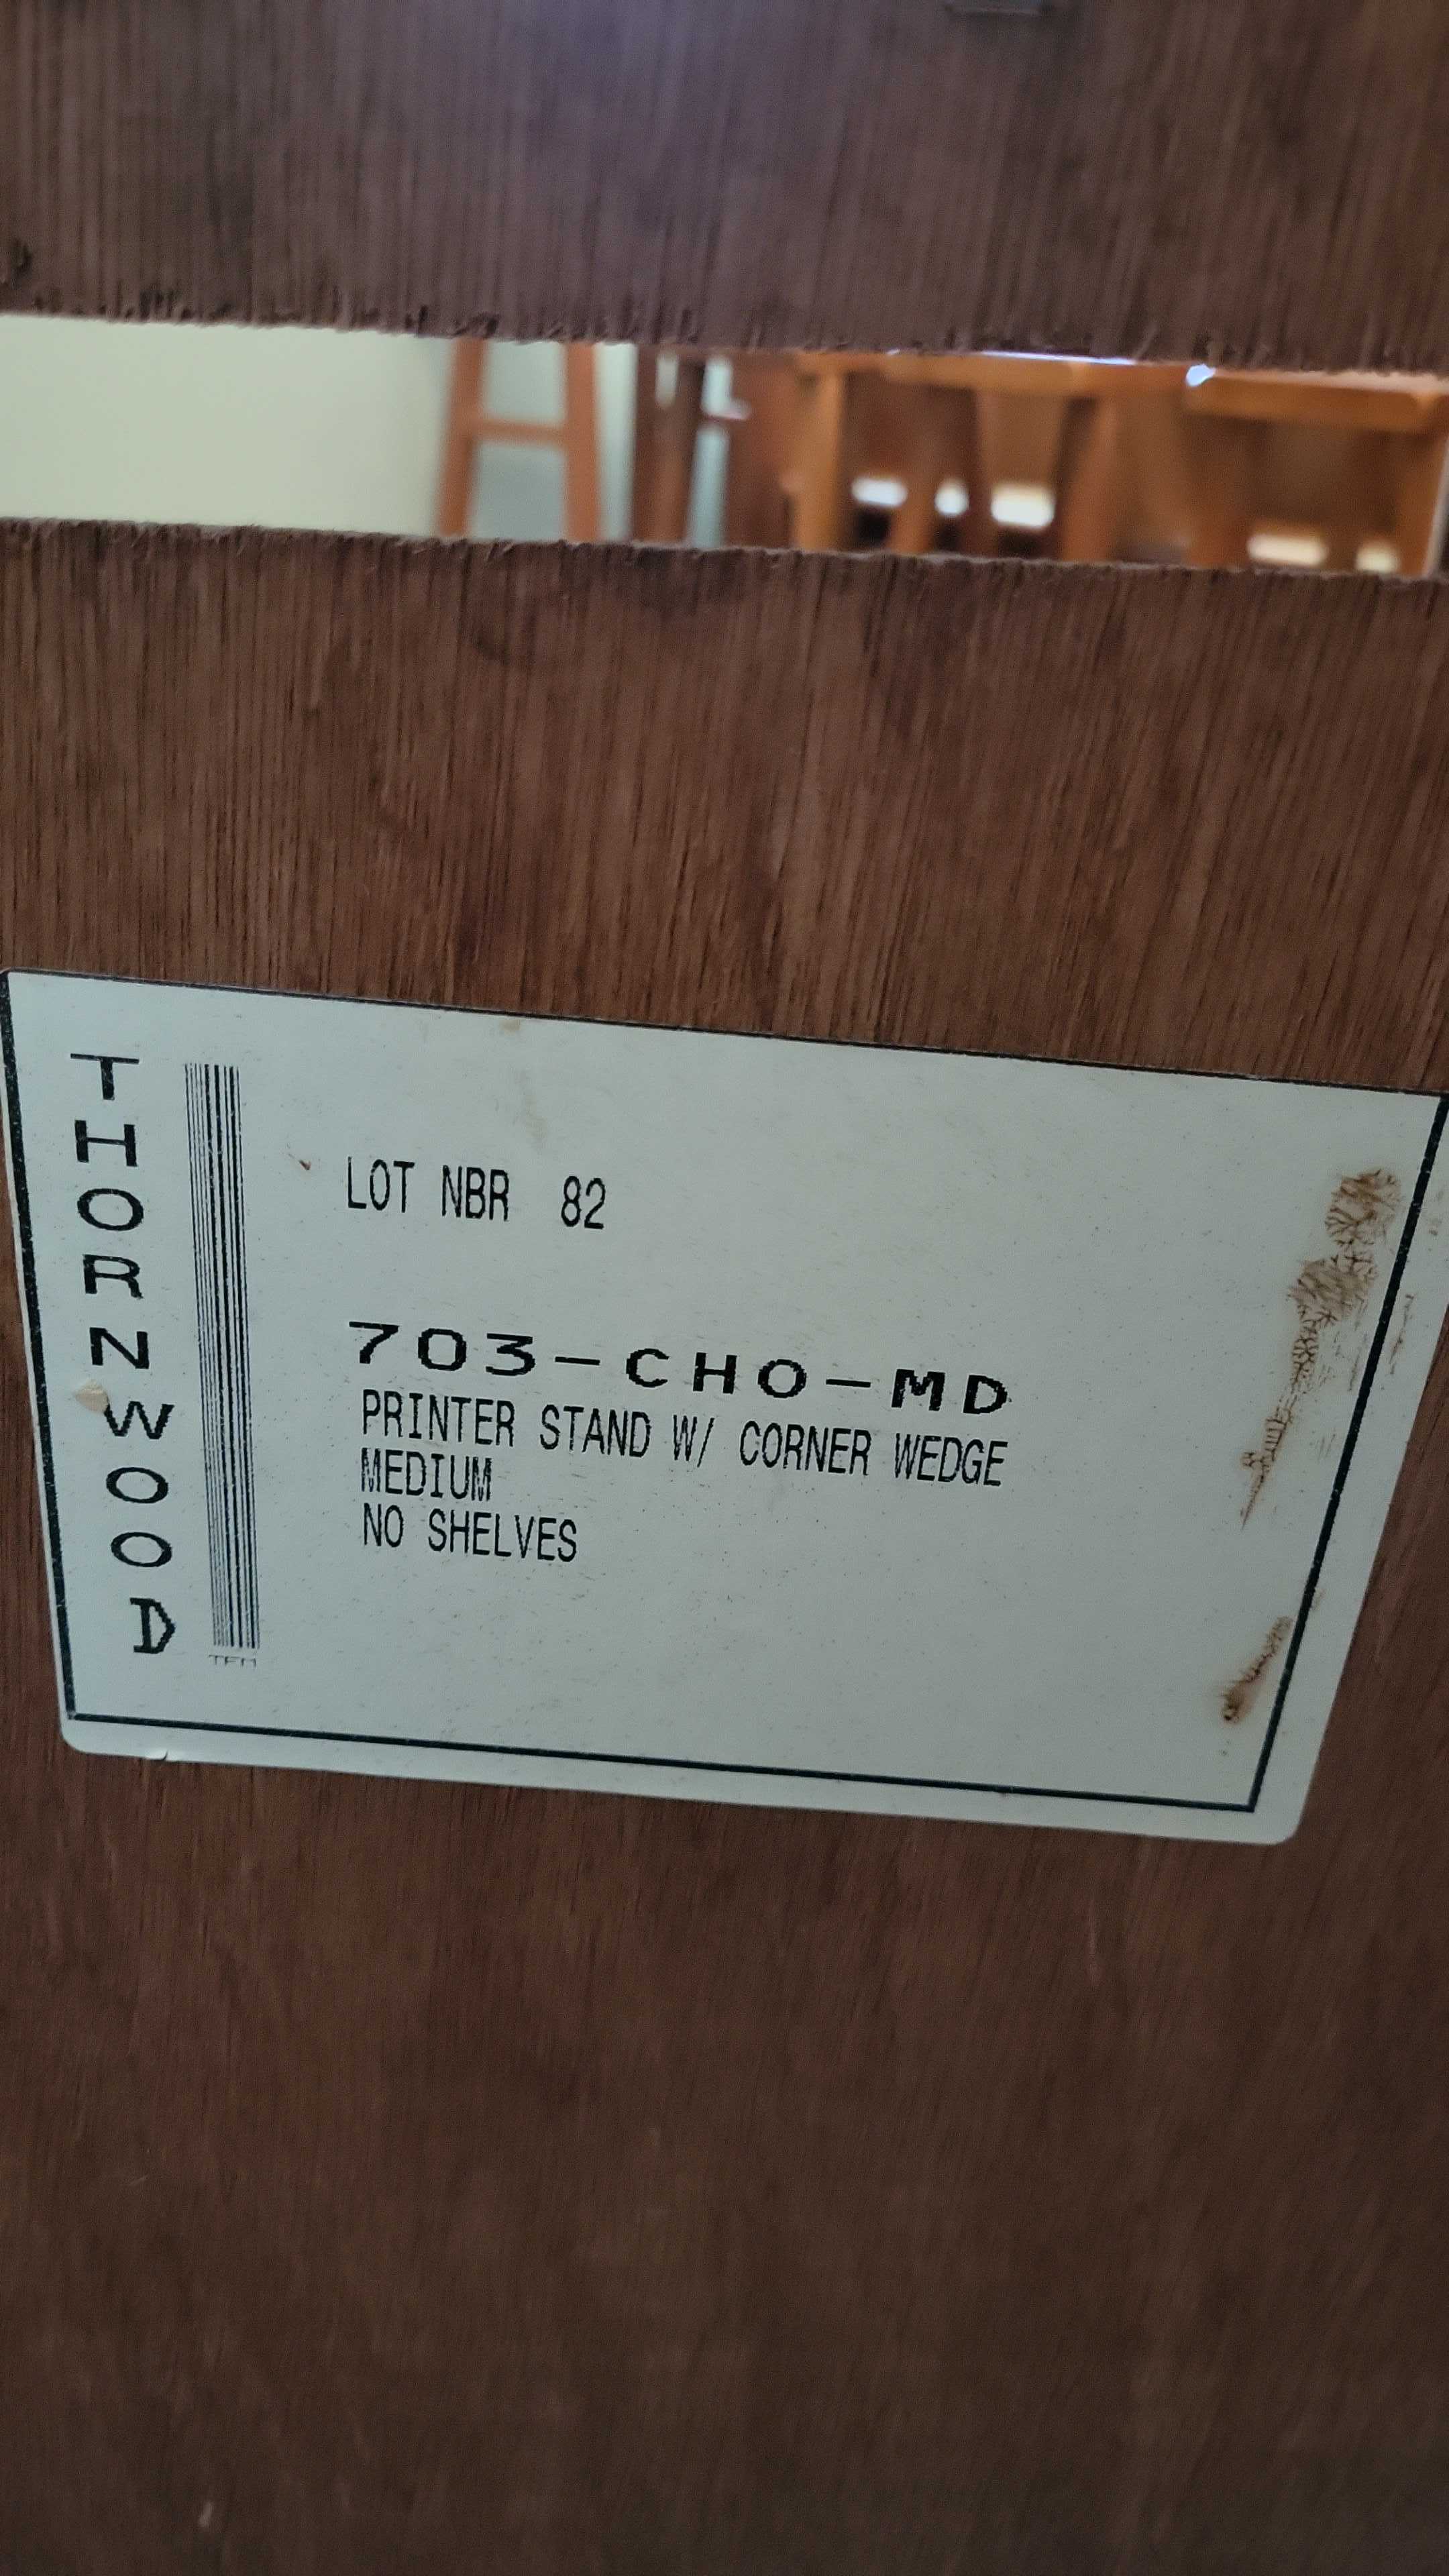 THORNWOOD
LOT NBR 82
703-CHO-MD
PRINTER STAND W/ CORNER WEDGE
MEDIUM
NO SHELVES